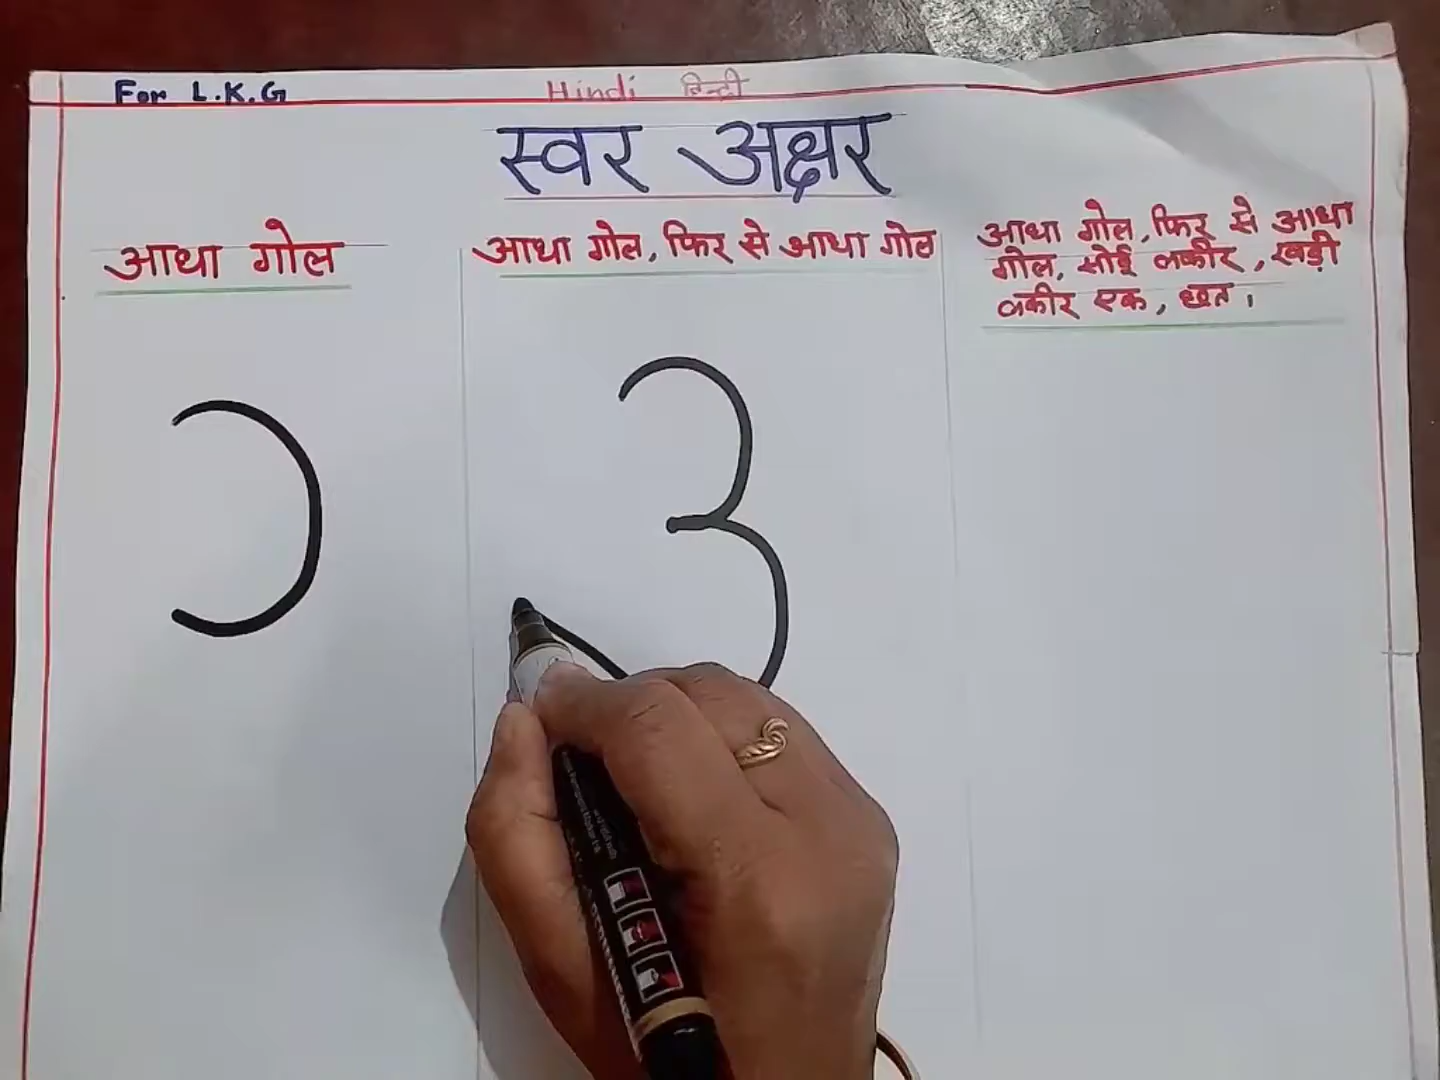 For L.K.G
Hindi हिन्दी
स्वर अक्षर
आधा गोल
आधा गोल, फिर से आधा गोल
आधा गोल, फिर से आधा
गोल, सोई लकीर, खड़ी
लकीर एक, छत।